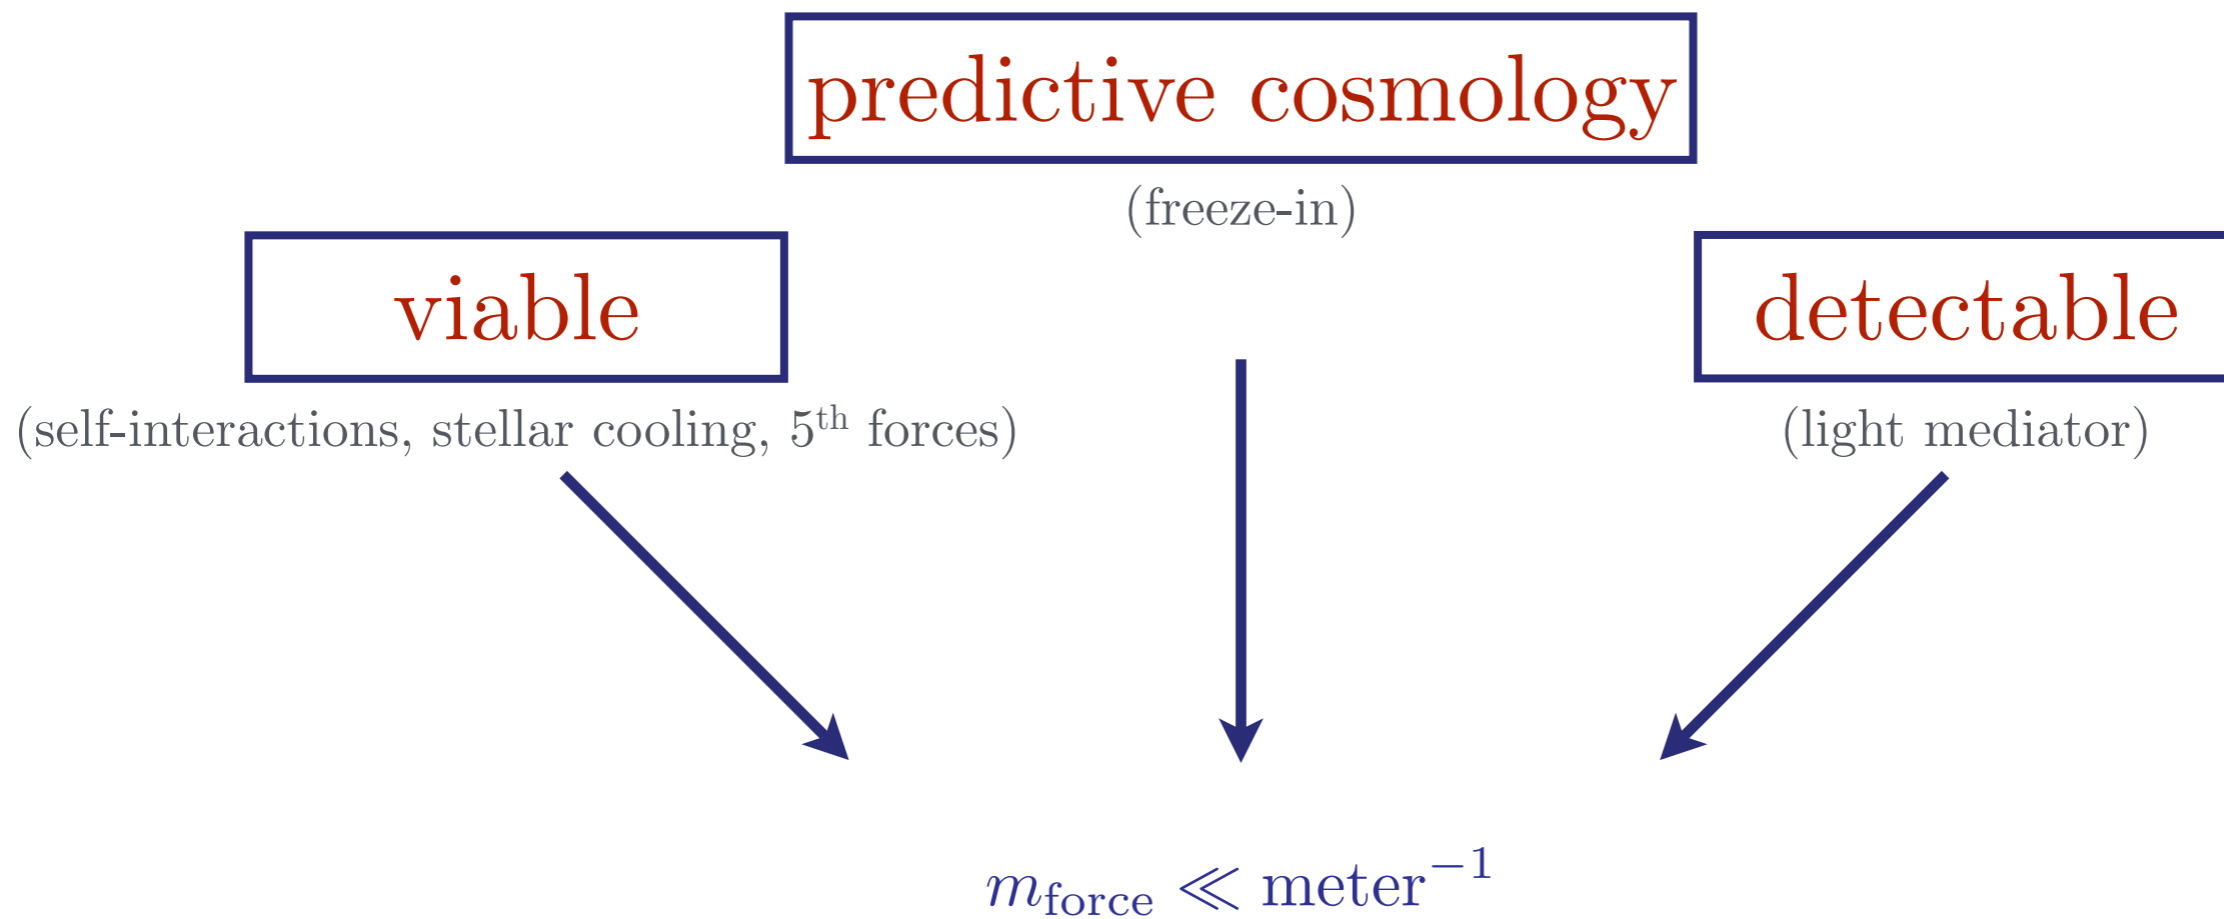 predictive cosmology
(freeze-in)
viable
detectable
(self-interactions, stellar cooling, 5th forces)
(light mediator)
m_force ≪ meter⁻¹